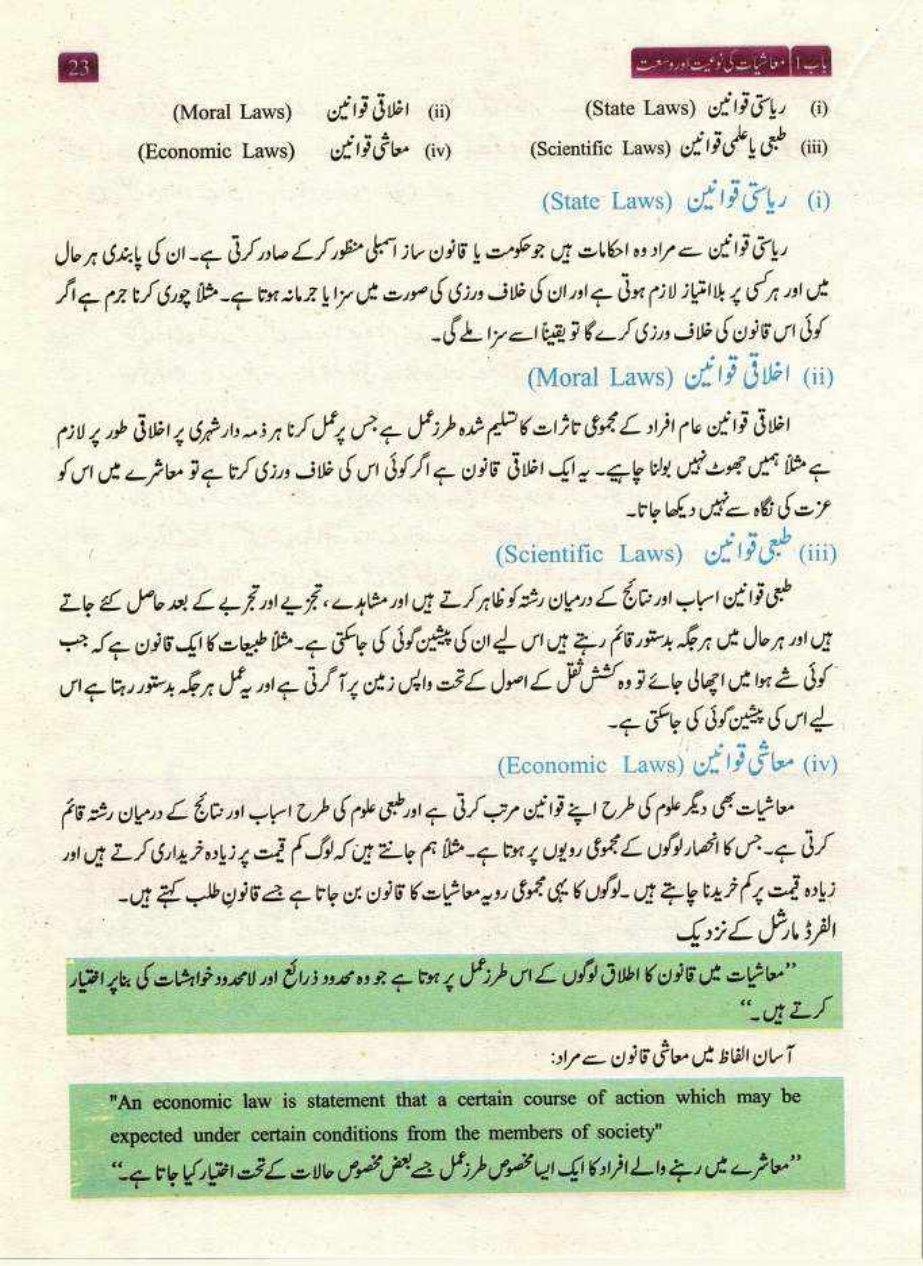 باب 1 معاشیات کی نوعیت اور وسعت 23
(i) ریاستی قوانین (State Laws) (ii) اخلاقی قوانین (Moral Laws)
(iii) طبعی یا علمی قوانین (Scientific Laws) (iv) معاشی قوانین (Economic Laws)
(i) ریاستی قوانین (State Laws)
ریاستی قوانین سے مراد وہ احکامات ہیں جو حکومت یا قانون ساز اسمبلی منظور کر کے صادر کرتی ہے۔ ان کی پابندی ہر حال
میں اور ہر کسی پر بلا امتیاز لازم ہوتی ہے اور ان کی خلاف ورزی کی صورت میں سزا یا جرمانہ ہوتا ہے۔ مثلاً چوری کرنا جرم ہے اگر
کوئی اس قانون کی خلاف ورزی کرے گا تو یقیناً اسے سزا ملے گی۔
(ii) اخلاقی قوانین (Moral Laws)
اخلاقی قوانین عام افراد کے مجموعی تاثرات کا تسلیم شدہ طرز عمل ہے جس پر عمل کرنا ہر ذمہ دار شہری پر اخلاقی طور پر لازم
ہے مثلاً ہمیں جھوٹ نہیں بولنا چاہیے۔ یہ ایک اخلاقی قانون ہے اگر کوئی اس کی خلاف ورزی کرتا ہے تو معاشرے میں اس کو
عزت کی نگاہ سے نہیں دیکھا جاتا۔
(iii) طبعی قوانین (Scientific Laws)
طبعی قوانین اسباب اور نتائج کے درمیان رشتہ کو ظاہر کرتے ہیں اور مشاہدے، تجزیے اور تجربے کے بعد حاصل کئے جاتے
ہیں اور ہر حال میں ہر جگہ بدستور قائم رہتے ہیں اس لیے ان کی پیشین گوئی کی جاسکتی ہے۔ مثلاً طبیعات کا ایک قانون ہے کہ جب
کوئی شے ہوا میں اچھالی جائے تو وہ کشش ثقل کے اصول کے تحت واپس زمین پر آ گرتی ہے اور یہ عمل ہر جگہ بدستور رہتا ہے اس
لیے اس کی پیشین گوئی کی جاسکتی ہے۔
(iv) معاشی قوانین (Economic Laws)
معاشیات بھی دیگر علوم کی طرح اپنے قوانین مرتب کرتی ہے اور طبعی علوم کی طرح اسباب اور نتائج کے درمیان رشتہ قائم
کرتی ہے۔ جس کا انحصار لوگوں کے مجموعی رویوں پر ہوتا ہے۔ مثلاً ہم جانتے ہیں کہ لوگ کم قیمت پر زیادہ خریداری کرتے ہیں اور
زیادہ قیمت پر کم خریدنا چاہتے ہیں۔ لوگوں کا یہی مجموعی رویہ معاشیات کا قانون بن جاتا ہے جسے قانونِ طلب کہتے ہیں۔
الفرڈ مارشل کے نزدیک
”معاشیات میں قانون کا اطلاق لوگوں کے اس طرز عمل پر ہوتا ہے جو وہ محدود ذرائع اور لامحدود خواہشات کی بنا پر اختیار
کرتے ہیں۔“
آسان الفاظ میں معاشی قانون سے مراد:
"An economic law is statement that a certain course of action which may be
expected under certain conditions from the members of society"
”معاشرے میں رہنے والے افراد کا ایک ایسا مخصوص طرز عمل جسے بعض مخصوص حالات کے تحت اختیار کیا جاتا ہے۔“